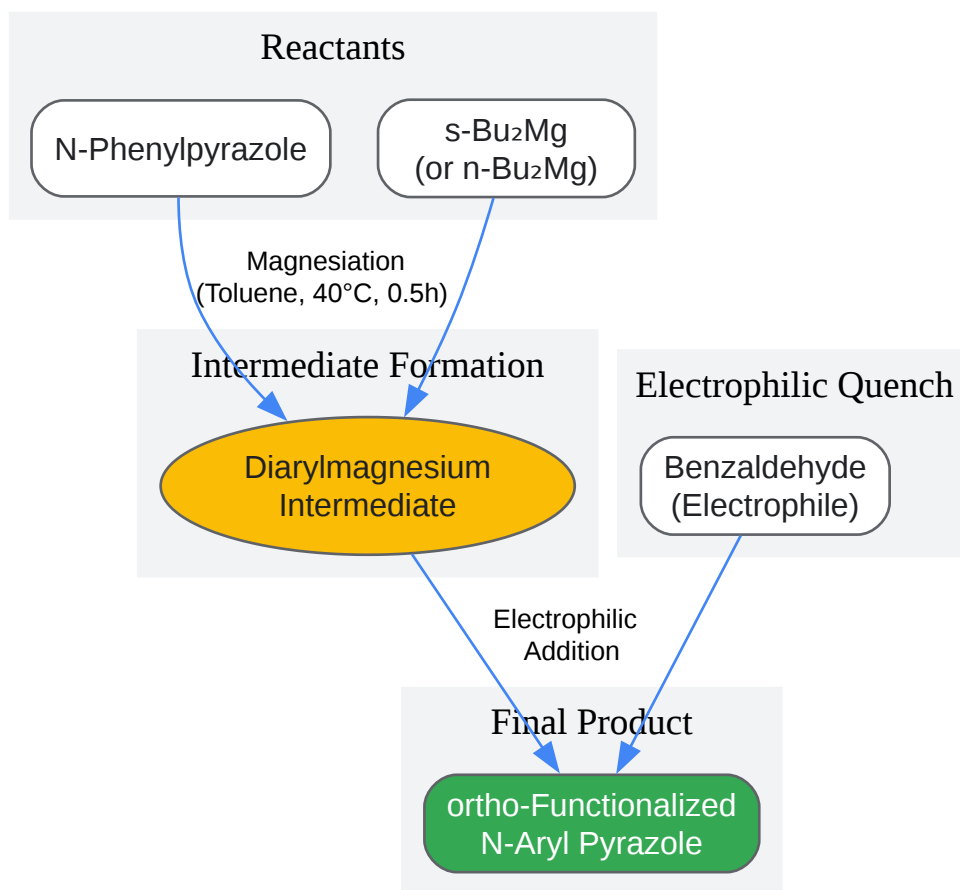 Reactants
N-Phenylpyrazole
s-Bu₂Mg
(or n-Bu₂Mg)
Magnesiation
(Toluene, 40°C, 0.5h)
Intermediate Formation
Electrophilic Quench
Diarylmagnesium
Intermediate
Benzaldehyde
(Electrophile)
Electrophilic
Addition
Final Product
ortho-Functionalized
N-Aryl Pyrazole